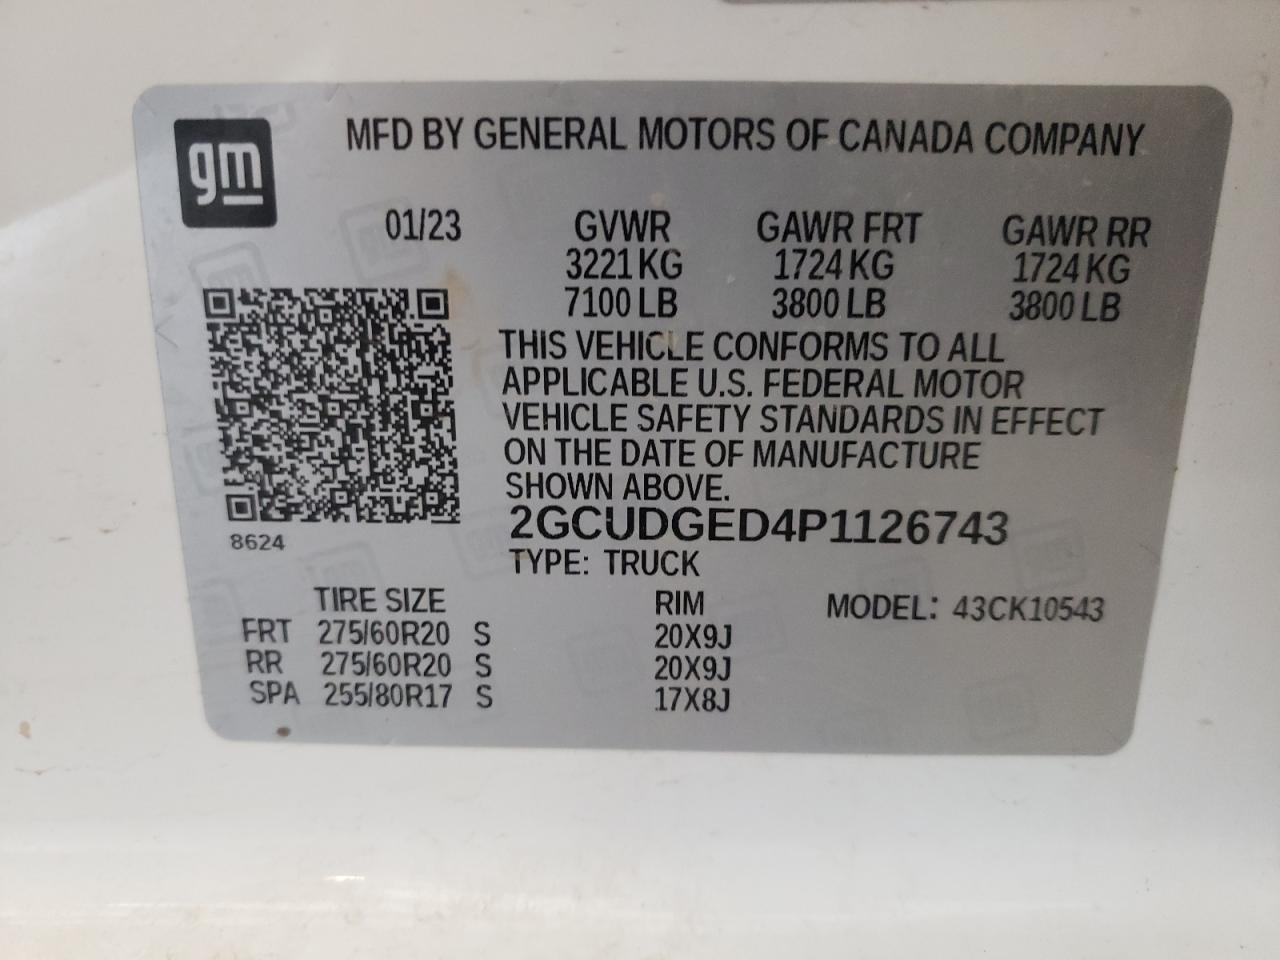 gm
MFD BY GENERAL MOTORS OF CANADA COMPANY
01/23 GVWR GAWR FRT GAWR RR
3221 KG 1724 KG 1724 KG
7100 LB 3800 LB 3800 LB
THIS VEHICLE CONFORMS TO ALL
APPLICABLE U.S. FEDERAL MOTOR
VEHICLE SAFETY STANDARDS IN EFFECT
ON THE DATE OF MANUFACTURE
SHOWN ABOVE.
2GCUDGED4P1126743
8624
TYPE: TRUCK
TIRE SIZE RIM MODEL: 43CK10543
FRT 275/60R20 S 20X9J
RR 275/60R20 S 20X9J
SPA 255/80R17 S 17X8J